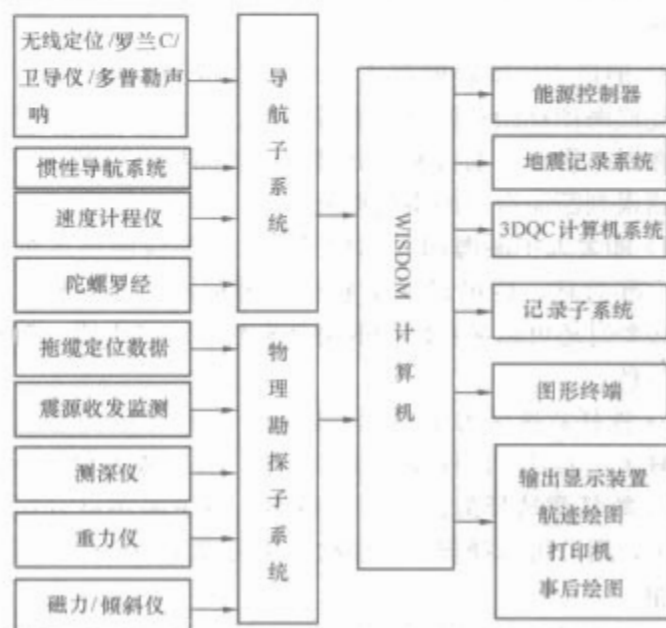 无线定位/罗兰C/
卫导仪/多普勒声
呐
惯性导航系统
速度计程仪
陀螺罗经
拖缆定位数据
震源收发监测
测深仪
重力仪
磁力/倾斜仪
导航子系统
物理勘探子系统
WISDOM 计算机
能源控制器
地震记录系统
3DQC计算机系统
记录子系统
图形终端
输出显示装置
航迹绘图
打印机
事后绘图